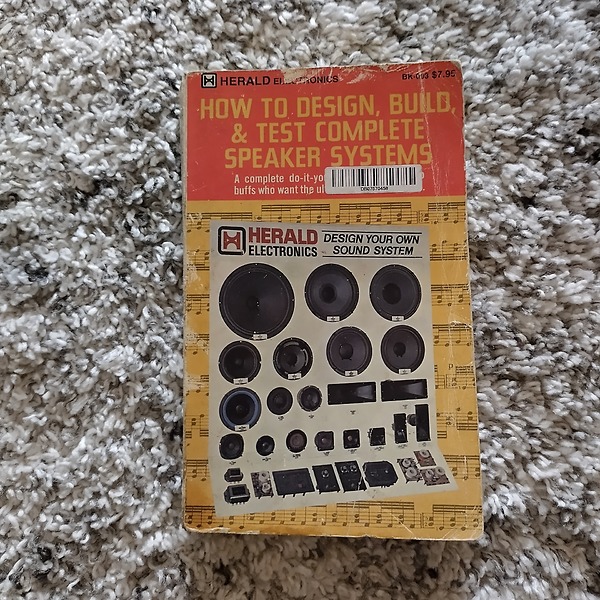 HERALD ELECTRONICS
BK-003 $7.95
HOW TO DESIGN, BUILD,
& TEST COMPLETE
SPEAKER SYSTEMS
A complete do-it-yo
buffs who want the ul
HERALD
ELECTRONICS
DESIGN YOUR OWN
SOUND SYSTEM